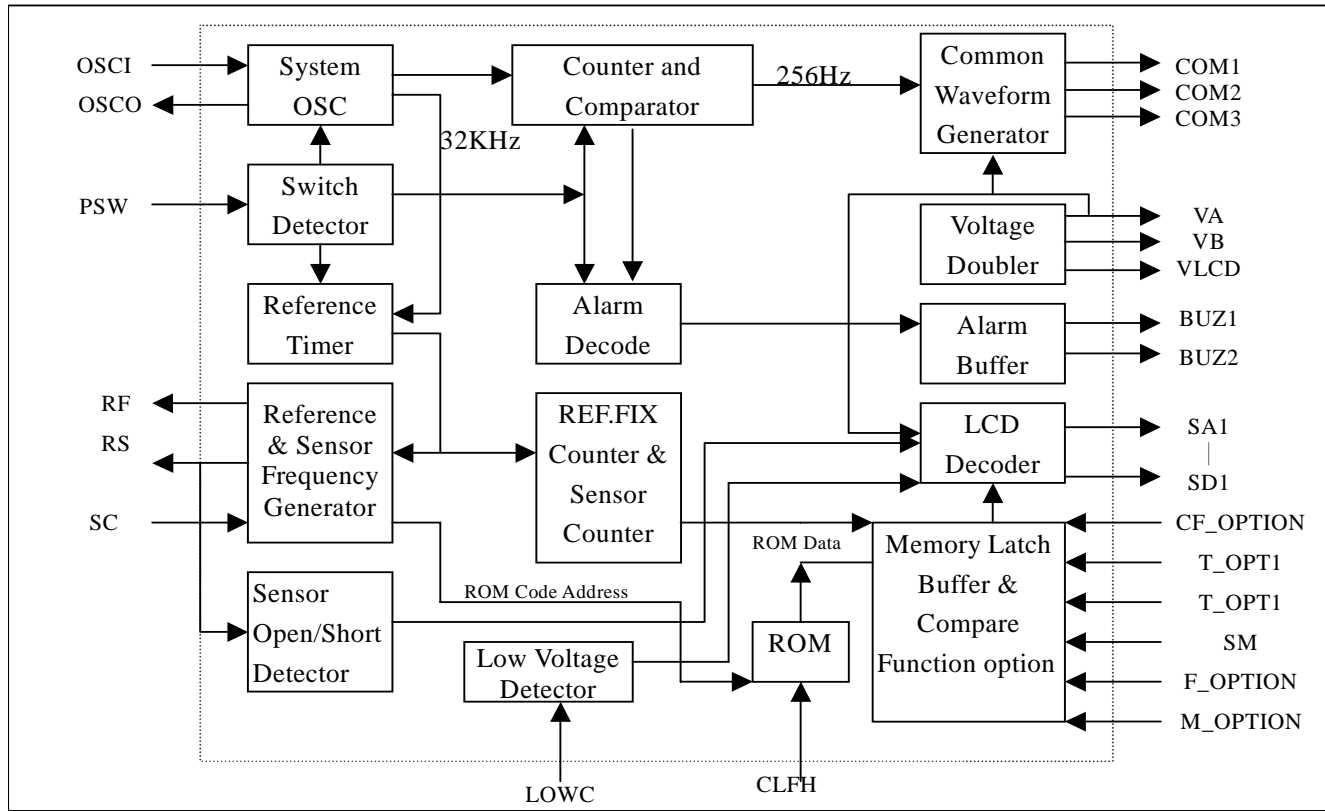 OSCI
OSCO
PSW
RF
RS
SC
System
OSC
32KHz
Switch
Detector
Reference
Timer
Reference
& Sensor
Frequency
Generator
Sensor
Open/Short
Detector
ROM Code Address
Counter and
Comparator
256Hz
Alarm
Decode
REF.FIX
Counter &
Sensor
Counter
Low Voltage
Detector
LOWC
ROM Data
ROM
CLFH
Common
Waveform
Generator
Voltage
Doubler
Alarm
Buffer
LCD
Decoder
Memory Latch
Buffer &
Compare
Function option
COM1
COM2
COM3
VA
VB
VLCD
BUZ1
BUZ2
SA1
|
SD1
CF_OPTION
T_OPT1
T_OPT1
SM
F_OPTION
M_OPTION